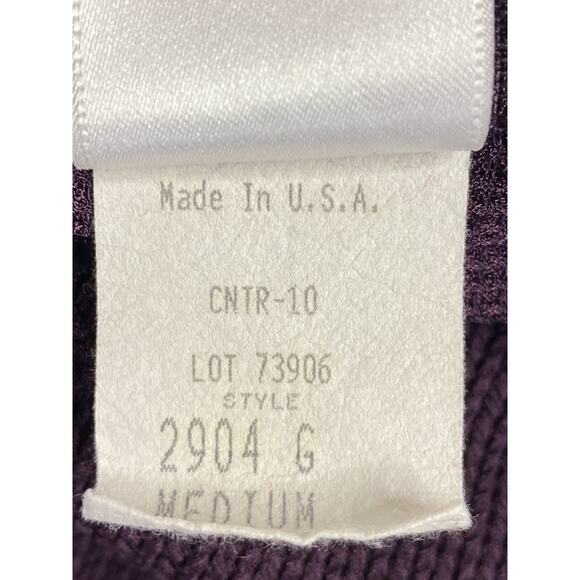 Made In U.S.A.
CNTR-10
LOT 73906
STYLE
2904 G
MEDIUM